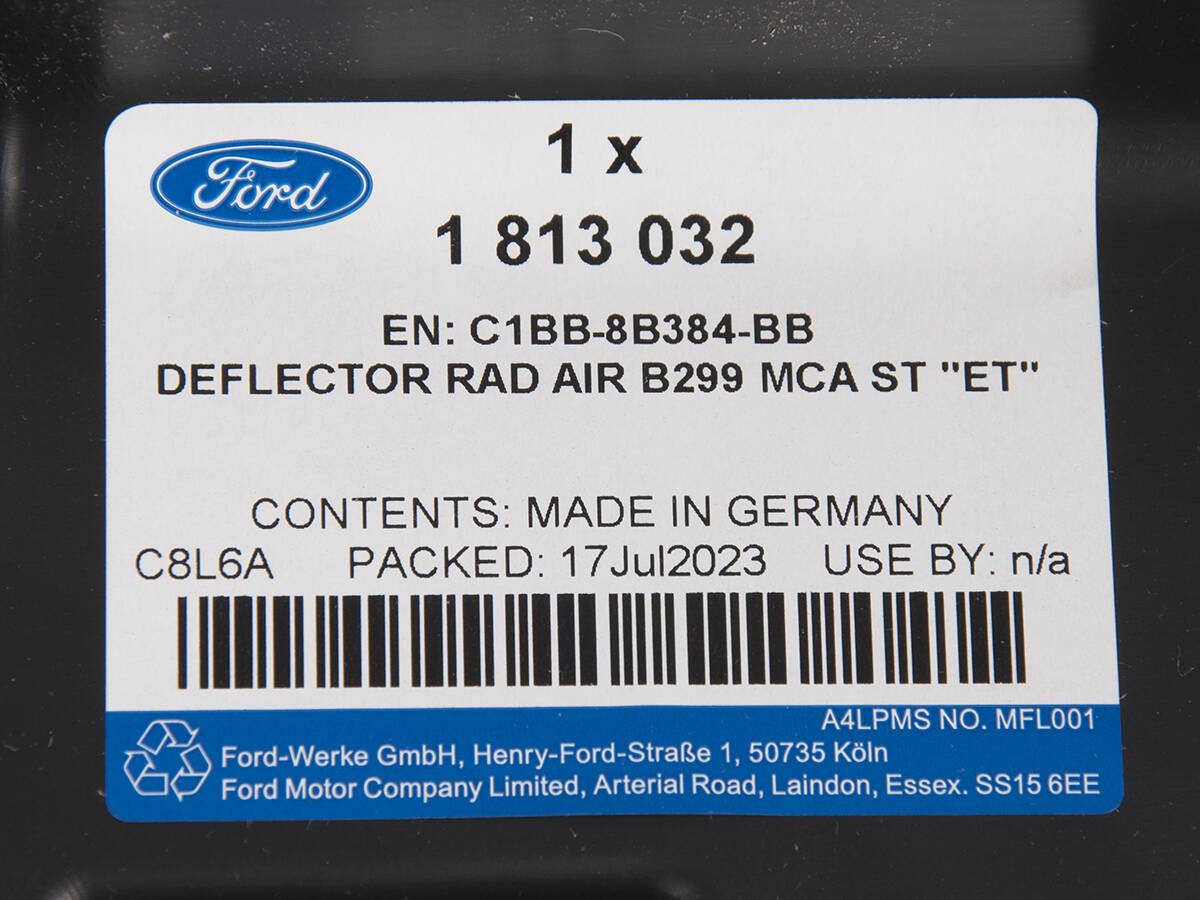 Ford
1 x
1 813 032
EN: C1BB-8B384-BB
DEFLECTOR RAD AIR B299 MCA ST "ET"
CONTENTS: MADE IN GERMANY
C8L6A PACKED: 17Jul2023 USE BY: n/a
A4LPMS NO. MFL001
Ford-Werke GmbH, Henry-Ford-Straße 1, 50735 Köln
Ford Motor Company Limited, Arterial Road, Laindon, Essex. SS15 6EE